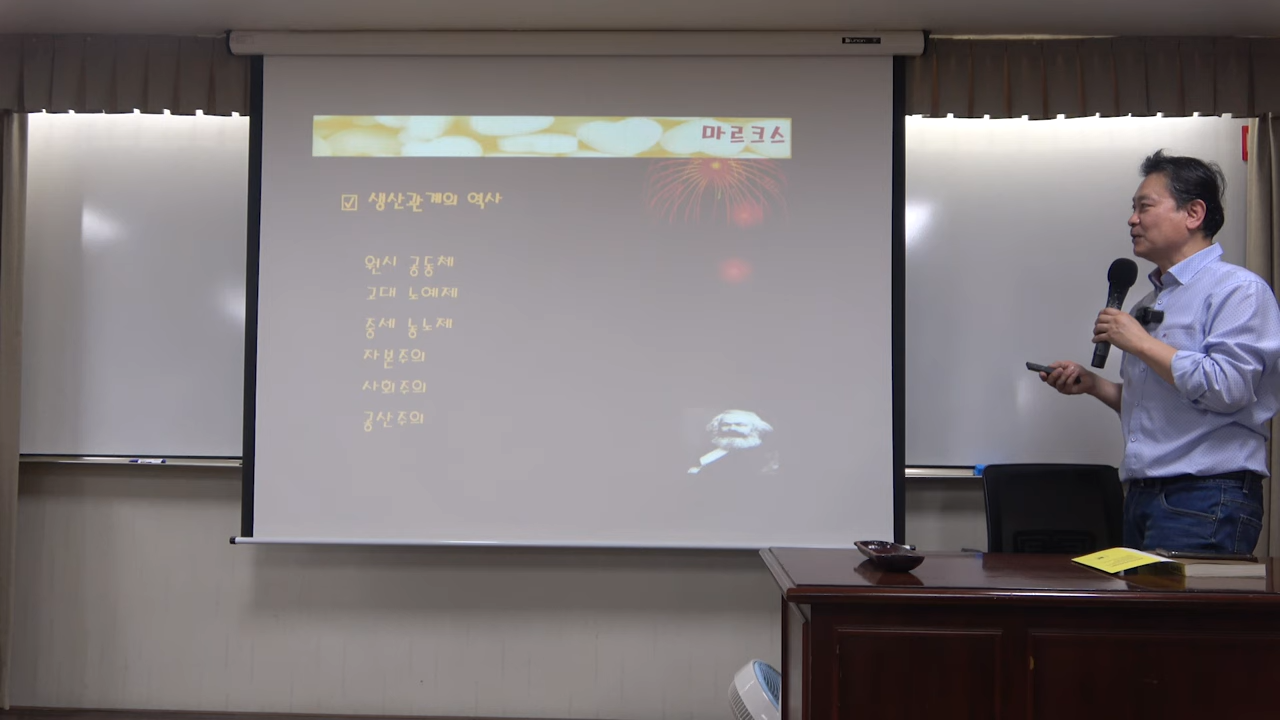 마르크스
☑ 생산관계의 역사
원시 공동체
고대 노예제
중세 농노제
자본주의
사회주의
공산주의